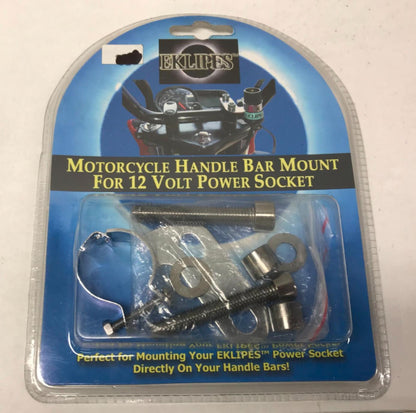 EKLIPES
MOTORCYCLE HANDLE BAR MOUNT
FOR 12 VOLT POWER SOCKET
Perfect for Mounting Your EKLIPES™ Power Socket
Directly On Your Handle Bars!